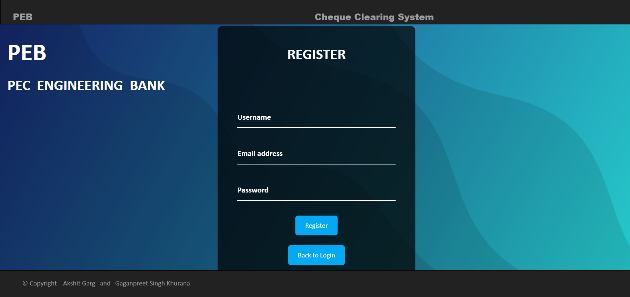 PEB
Cheque Clearing System
PEB
PEC ENGINEERING BANK
REGISTER
Username
Email address
Password
Register
Back to Login
© Copyright Akshit Garg and Gaganpreet Singh Khurana